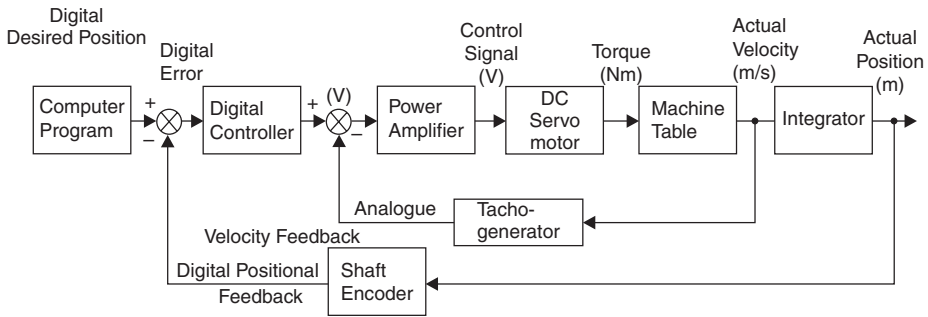 Digital
Desired Position
Digital
Error
Control
Signal
(V)
Torque
(Nm)
Actual
Velocity
(m/s)
Actual
Position
(m)
Computer
Program
+
−
Digital
Controller
+ (V)
−
Power
Amplifier
DC
Servo
motor
Machine
Table
Integrator
Analogue
Velocity Feedback
Tacho-
generator
Digital Positional
Feedback
Shaft
Encoder